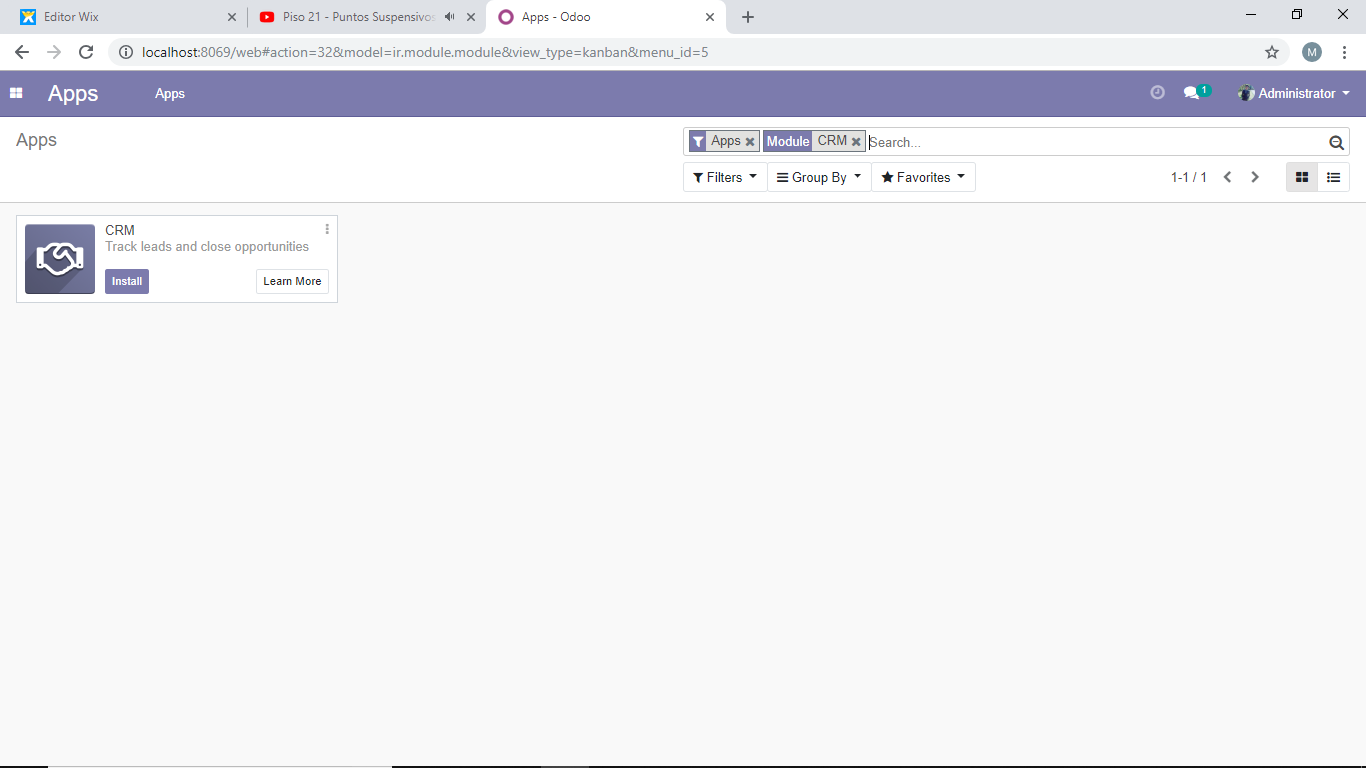 Editor Wix
Piso 21 - Puntos Suspensivos
Apps - Odoo
localhost:8069/web#action=32&model=ir.module.module&view_type=kanban&menu_id=5
M
Apps
Apps
1
Administrator
Apps
Apps
Module CRM
Search...
Filters
Group By
Favorites
1-1 / 1
CRM
Track leads and close opportunities
Install
Learn More